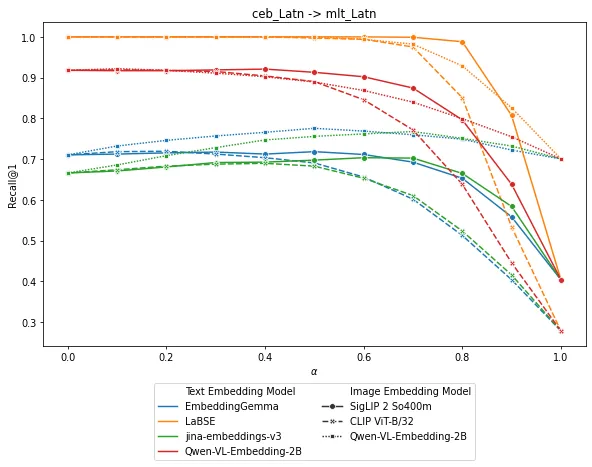 ceb_Latn -> mlt_Latn
Recall@1
1.0
0.9
0.8
0.7
0.6
0.5
0.4
0.3
0.0 0.2 0.4 0.6 0.8 1.0
α
Text Embedding Model Image Embedding Model
EmbeddingGemma SigLIP 2 So400m
LaBSE CLIP ViT-B/32
jina-embeddings-v3 Qwen-VL-Embedding-2B
Qwen-VL-Embedding-2B